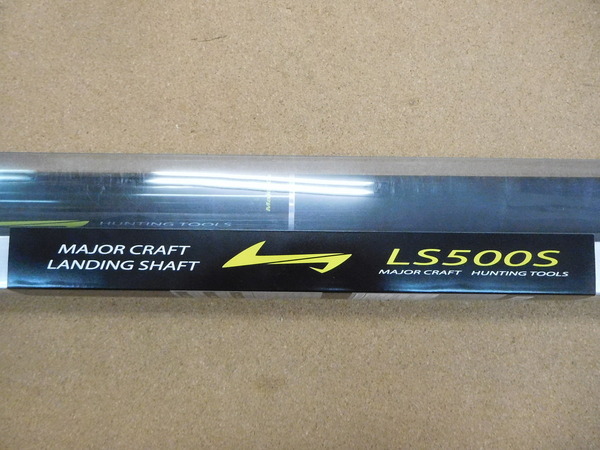 HUNTING TOOLS
MAJOR CRAFT
LANDING SHAFT
LS500S
MAJOR CRAFT HUNTING TOOLS